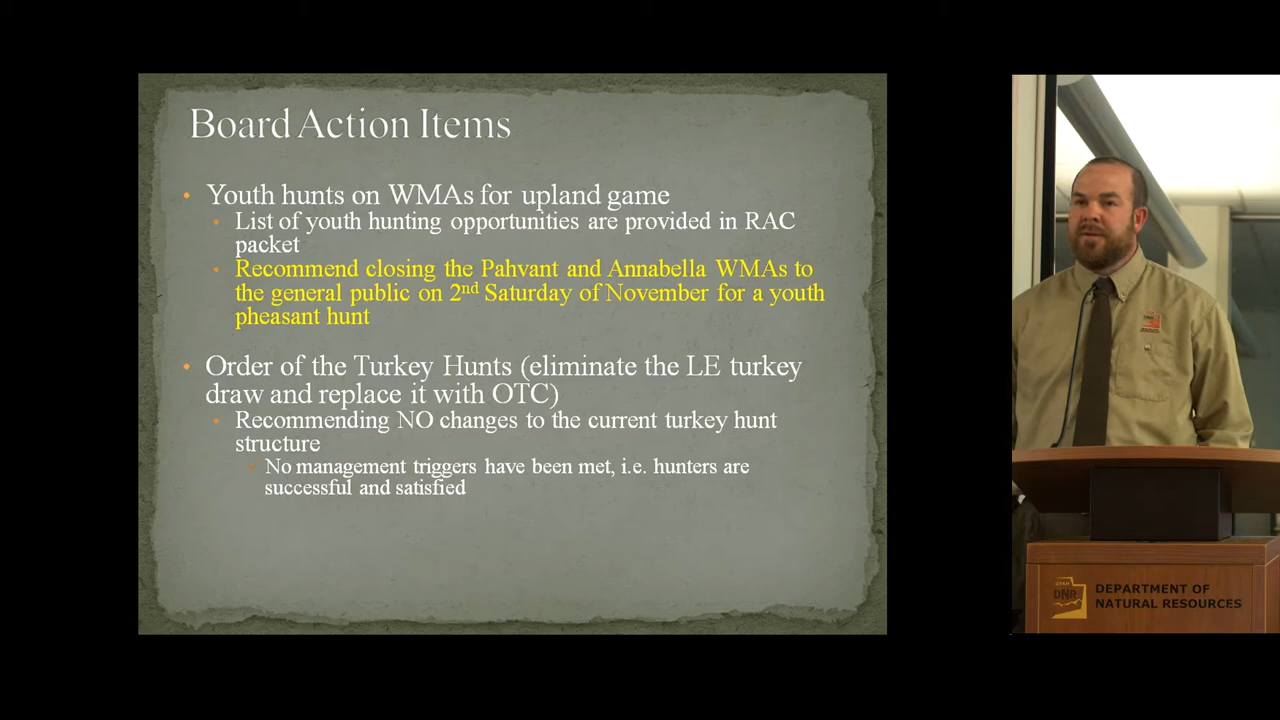 Board Action Items
• Youth hunts on WMAs for upland game
• List of youth hunting opportunities are provided in RAC
packet
• Recommend closing the Pahvant and Annabella WMAs to
the general public on 2nd Saturday of November for a youth
pheasant hunt
• Order of the Turkey Hunts (eliminate the LE turkey
draw and replace it with OTC)
• Recommending NO changes to the current turkey hunt
structure
No management triggers have been met, i.e. hunters are
successful and satisfied
UTAH
DNR
DEPARTMENT OF
NATURAL RESOURCES